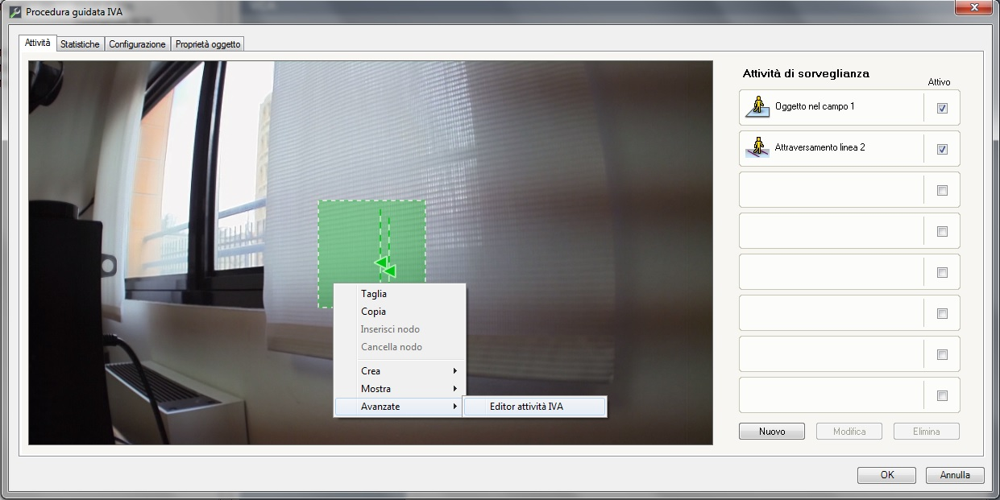 Procedura guidata IVA
Attività
Statistiche
Configurazione
Proprietà oggetto
Attività di sorveglianza
Attivo
Oggetto nel campo 1
Attraversamento linea 2
Taglia
Copia
Inserisci nodo
Cancella nodo
Crea
Mostra
Avanzate
Editor attività IVA
Nuovo
Modifica
Elimina
OK
Annulla